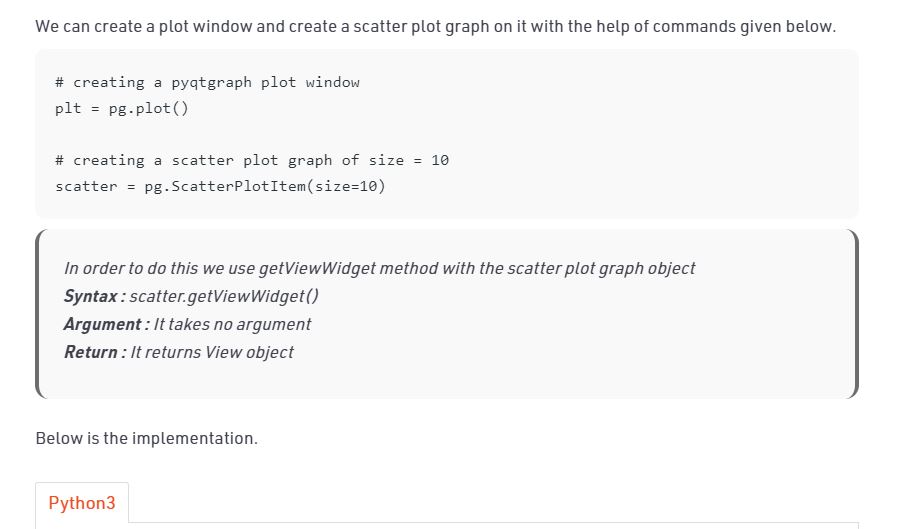 We can create a plot window and create a scatter plot graph on it with the help of commands given below.
# creating a pyqtgraph plot window
plt = pg.plot()
# creating a scatter plot graph of size = 10
scatter = pg.ScatterPlotItem(size=10)
In order to do this we use getViewWidget method with the scatter plot graph object
Syntax : scatter.getViewWidget()
Argument : It takes no argument
Return : It returns View object
Below is the implementation.
Python3